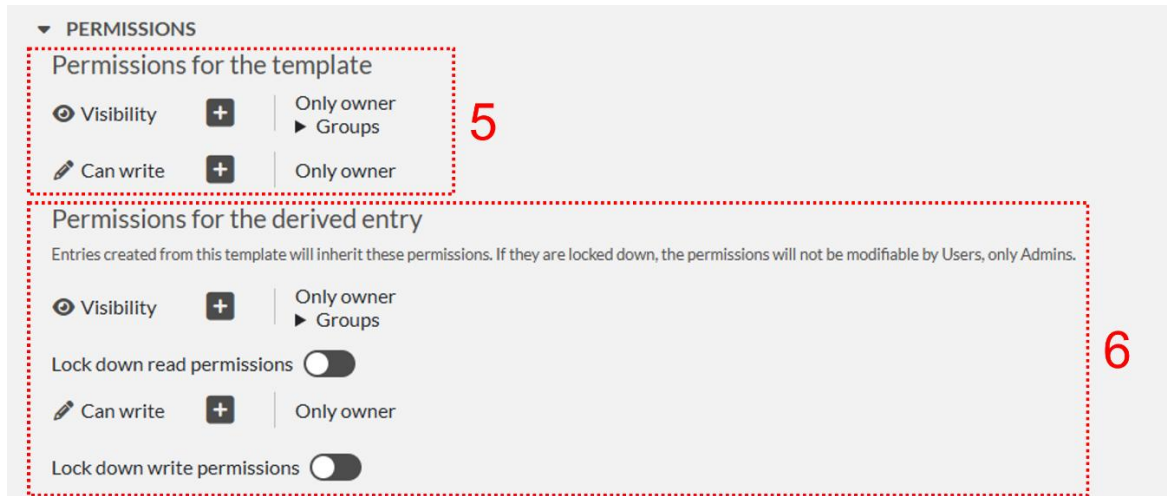 PERMISSIONS
Permissions for the template
Visibility
Only owner
Groups
Can write
Only owner
5
Permissions for the derived entry
Entries created from this template will inherit these permissions. If they are locked down, the permissions will not be modifiable by Users, only Admins.
Visibility
Only owner
Groups
Lock down read permissions
Can write
Only owner
Lock down write permissions
6